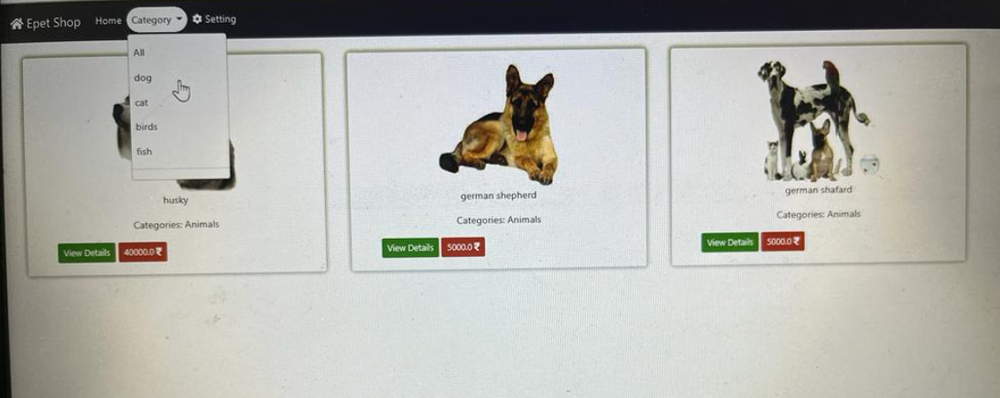 Epet Shop Home Category Setting
All
dog
cat
birds
fish
husky
Categories: Animals
View Details 40000.0 ₹
german shepherd
Categories: Animals
View Details 5000.0 ₹
german shafard
Categories: Animals
View Details 5000.0 ₹